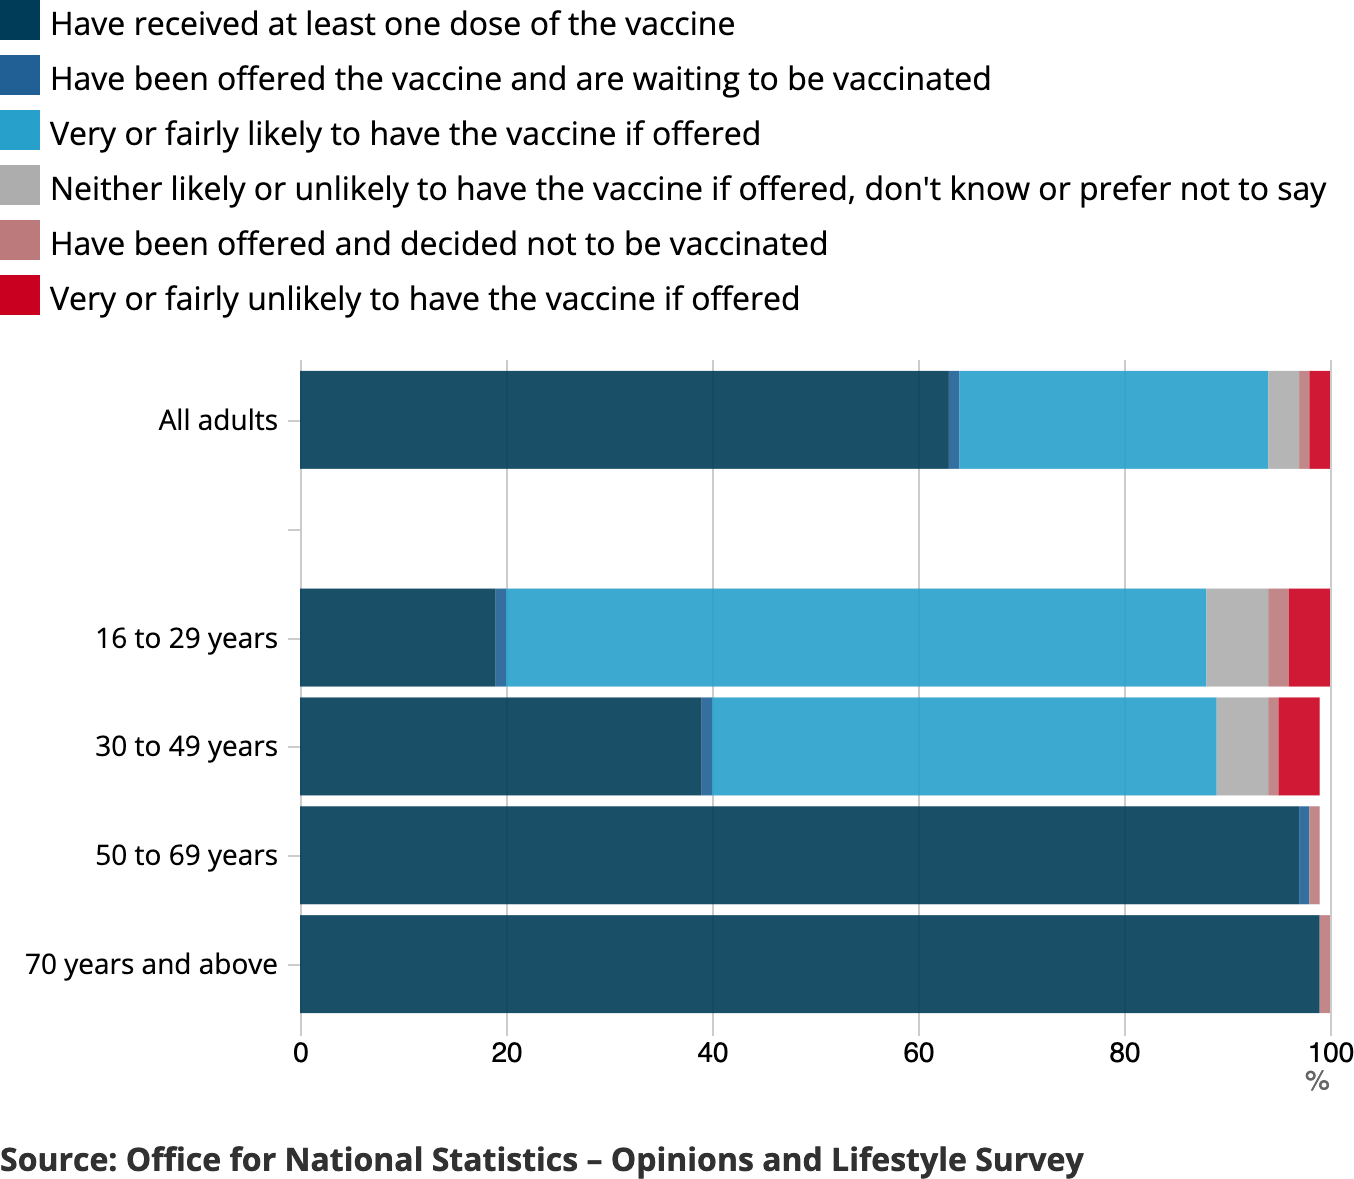 Have received at least one dose of the vaccine
Have been offered the vaccine and are waiting to be vaccinated
Very or fairly likely to have the vaccine if offered
Neither likely or unlikely to have the vaccine if offered, don't know or prefer not to say
Have been offered and decided not to be vaccinated
Very or fairly unlikely to have the vaccine if offered
All adults
16 to 29 years
30 to 49 years
50 to 69 years
70 years and above
0 20 40 60 80 100
%
Source: Office for National Statistics – Opinions and Lifestyle Survey